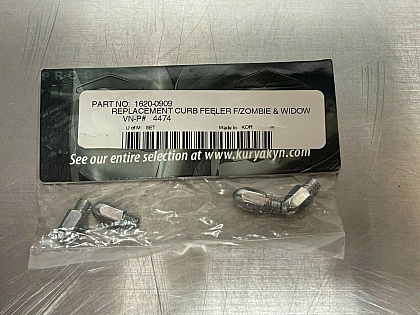 PART NO: 1620-0909
REPLACEMENT CURB FEELER F/ZOMBIE & WIDOW
VN-P# 4474
U of M: SET Made in: KOR
See our entire selection at www.kuryakyn.com